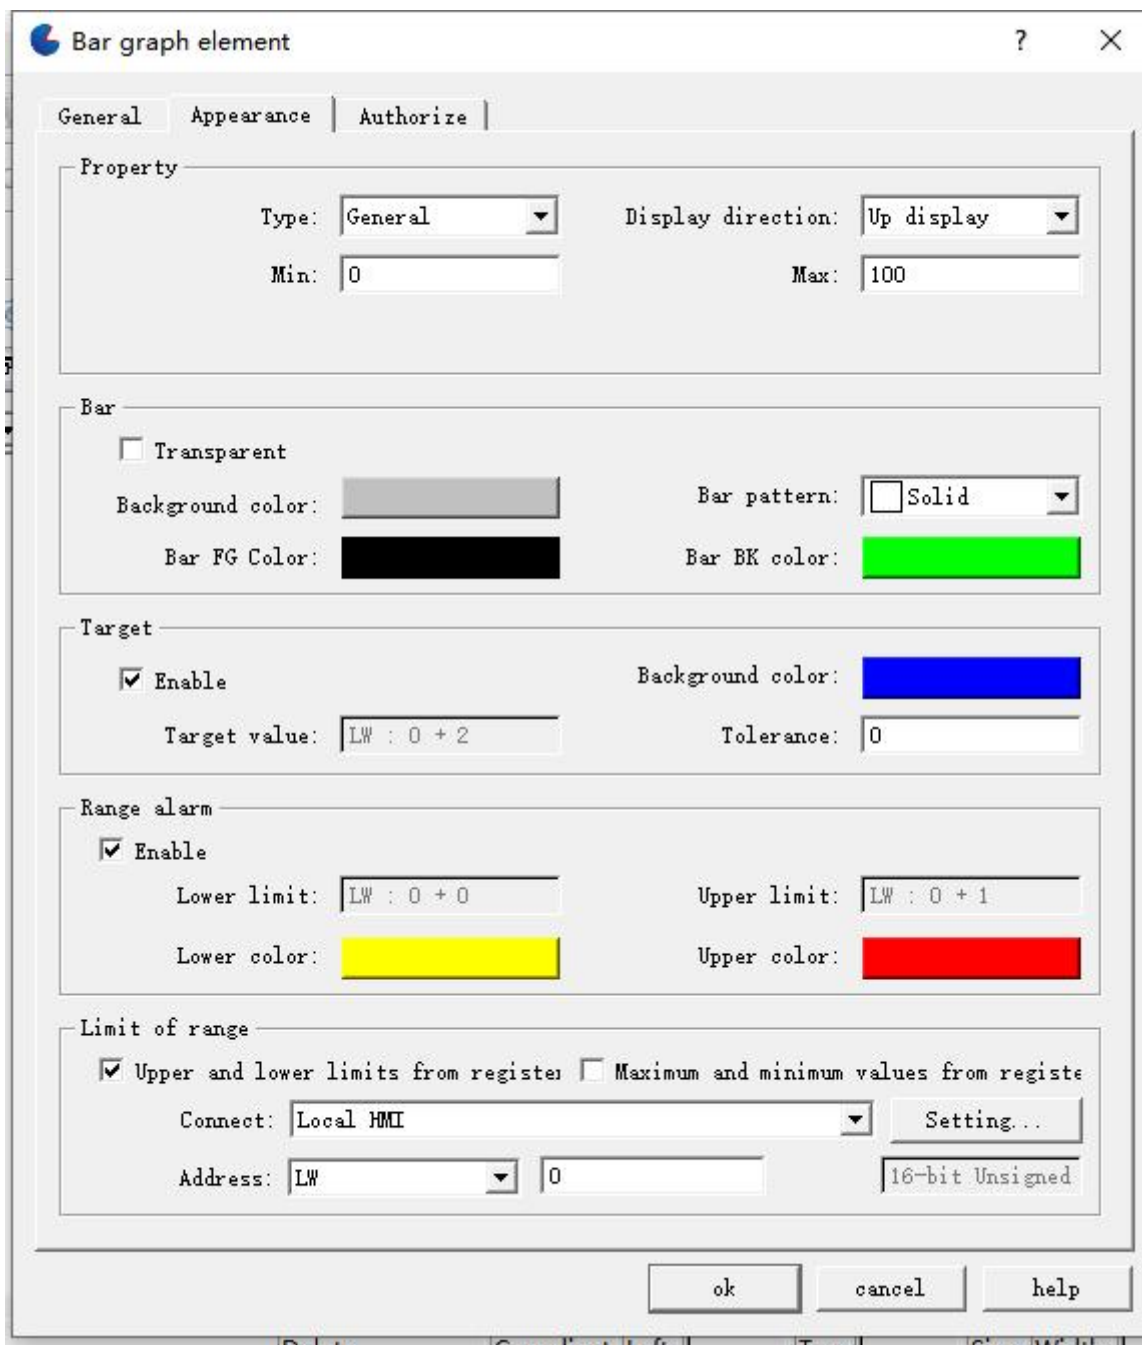 Bar graph element ?
General Appearance Authorize
Property
Type: General Display direction: Up display
Min: 0 Max: 100
Bar
Transparent
Background color: Bar pattern: Solid
Bar FG Color: Bar BK color:
Target
Enable Background color:
Target value: LW : 0 + 2 Tolerance: 0
Range alarm
Enable
Lower limit: LW : 0 + 0 Upper limit: LW : 0 + 1
Lower color: Upper color:
Limit of range
Upper and lower limits from register Maximum and minimum values from registe
Connect: Local HMI Setting...
Address: LW 0 16-bit Unsigned
ok cancel help